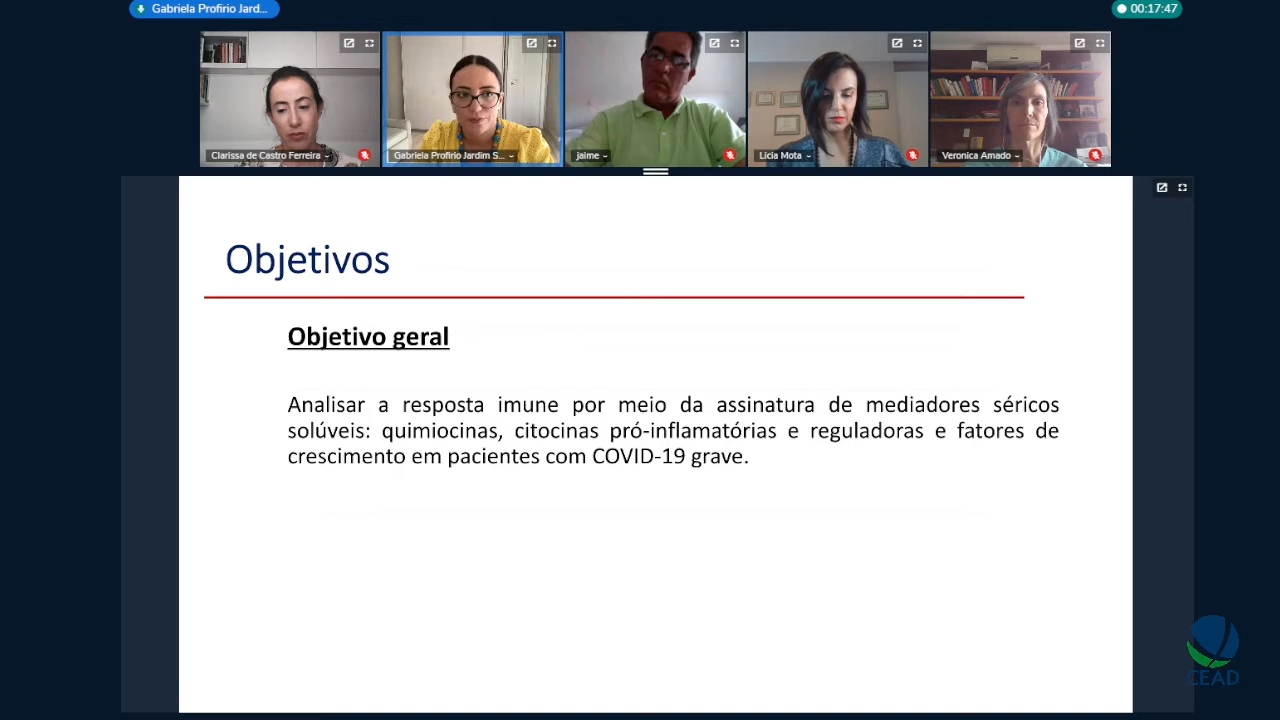 Gabriela Profirio Jard...
00:17:47
Clarissa de Castro Ferreira
Gabriela Profirio Jardim S...
jaime
Licia Mota
Veronica Amado
Objetivos
Objetivo geral
Analisar a resposta imune por meio da assinatura de mediadores séricos
solúveis: quimiocinas, citocinas pró-inflamatórias e reguladoras e fatores de
crescimento em pacientes com COVID-19 grave.
CEAD